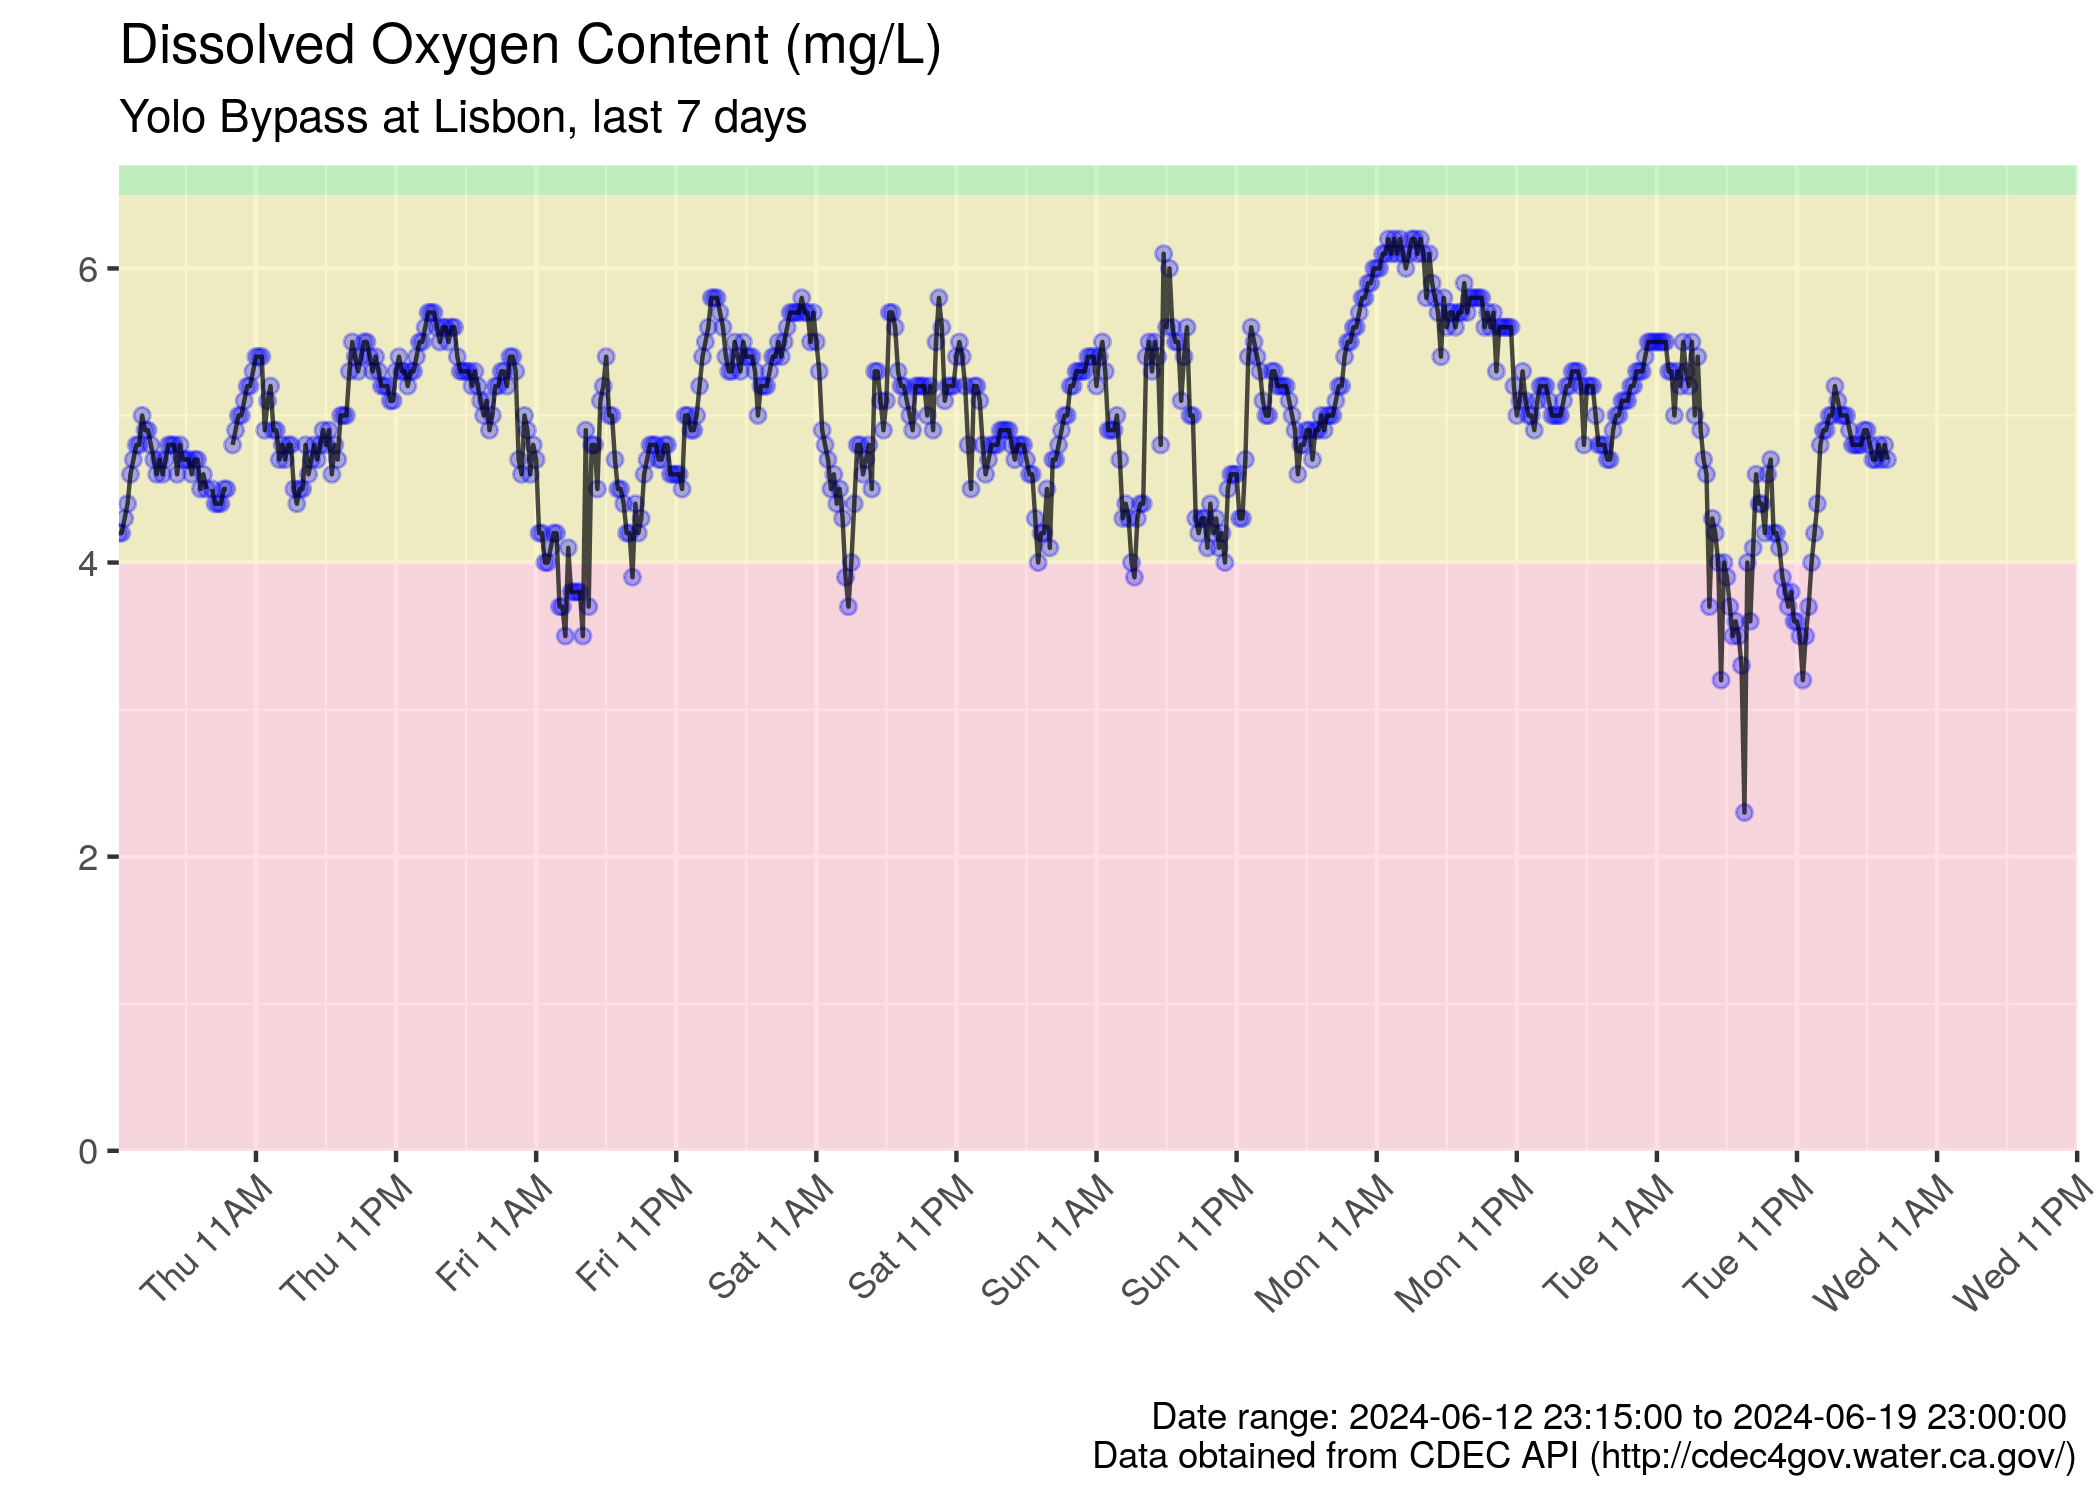 Dissolved Oxygen Content (mg/L)
Yolo Bypass at Lisbon, last 7 days
6
4
2
0
Thu 11AM
Thu 11PM
Fri 11AM
Fri 11PM
Sat 11AM
Sat 11PM
Sun 11AM
Sun 11PM
Mon 11AM
Mon 11PM
Tue 11AM
Tue 11PM
Wed 11AM
Wed 11PM
Date range: 2024-06-12 23:15:00 to 2024-06-19 23:00:00
Data obtained from CDEC API (http://cdec4gov.water.ca.gov/)